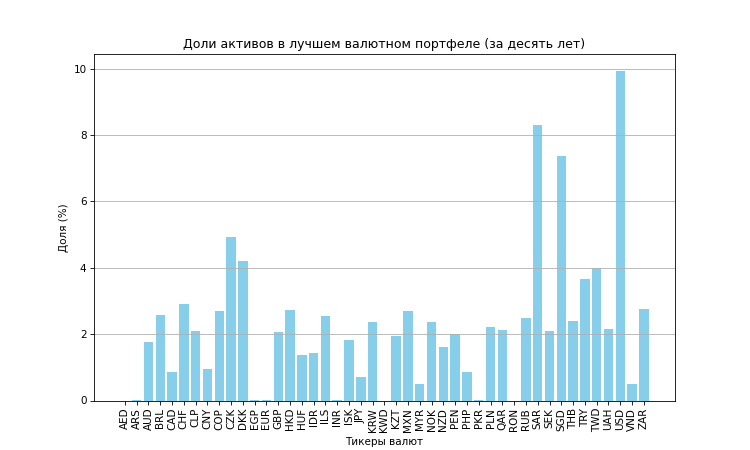 Доли активов в лучшем валютном портфеле (за десять лет)
Доля (%)
10
8
6
4
2
0
AED ARS AUD BRL CAD CHF CLP CNY COP CZK DKK EGP EUR GBP HKD HUF IDR ILS INR ISK JPY KRW KWD KZT MXN MYR NOK NZD PEN PHP PKR PLN QAR RON RUB SAR SEK SGD THB TRY TWD UAH USD VND ZAR
Тикеры валют